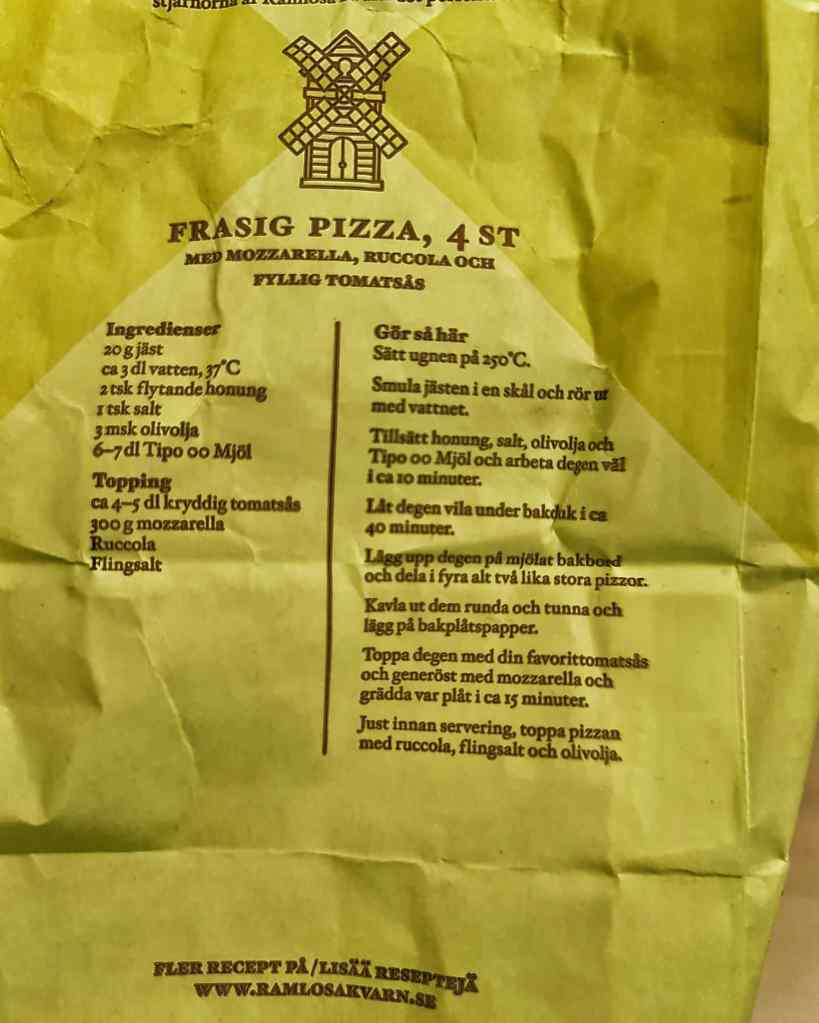 stjärnorna av Ramlösa
FRASIG PIZZA, 4 ST
MED MOZZARELLA, RUCCOLA OCH
FYLLIG TOMATSÅS
Ingredienser
20 g jäst
ca 3 dl vatten, 37°C
2 tsk flytande honung
1 tsk salt
3 msk olivolja
6–7 dl Tipo 00 Mjöl
Topping
ca 4–5 dl kryddig tomatsås
300 g mozzarella
Ruccola
Flingsalt
Gör så här
Sätt ugnen på 250°C.
Smula jästen i en skål och rör ut
med vattnet.
Tillsätt honung, salt, olivolja och
Tipo 00 Mjöl och arbeta degen väl
i ca 10 minuter.
Låt degen vila under bakduk i ca
40 minuter.
Lägg upp degen på mjölat bakbord
och dela i fyra alt två lika stora pizzor.
Kavla ut dem runda och tunna och
lägg på bakplåtspapper.
Toppa degen med din favorittomatsås
och generöst med mozzarella och
grädda var plåt i ca 15 minuter.
Just innan servering, toppa pizzan
med ruccola, flingsalt och olivolja.
FLER RECEPT PÅ/LISÄÄ RESEPTEJÄ
WWW.RAMLOSAKVARN.SE